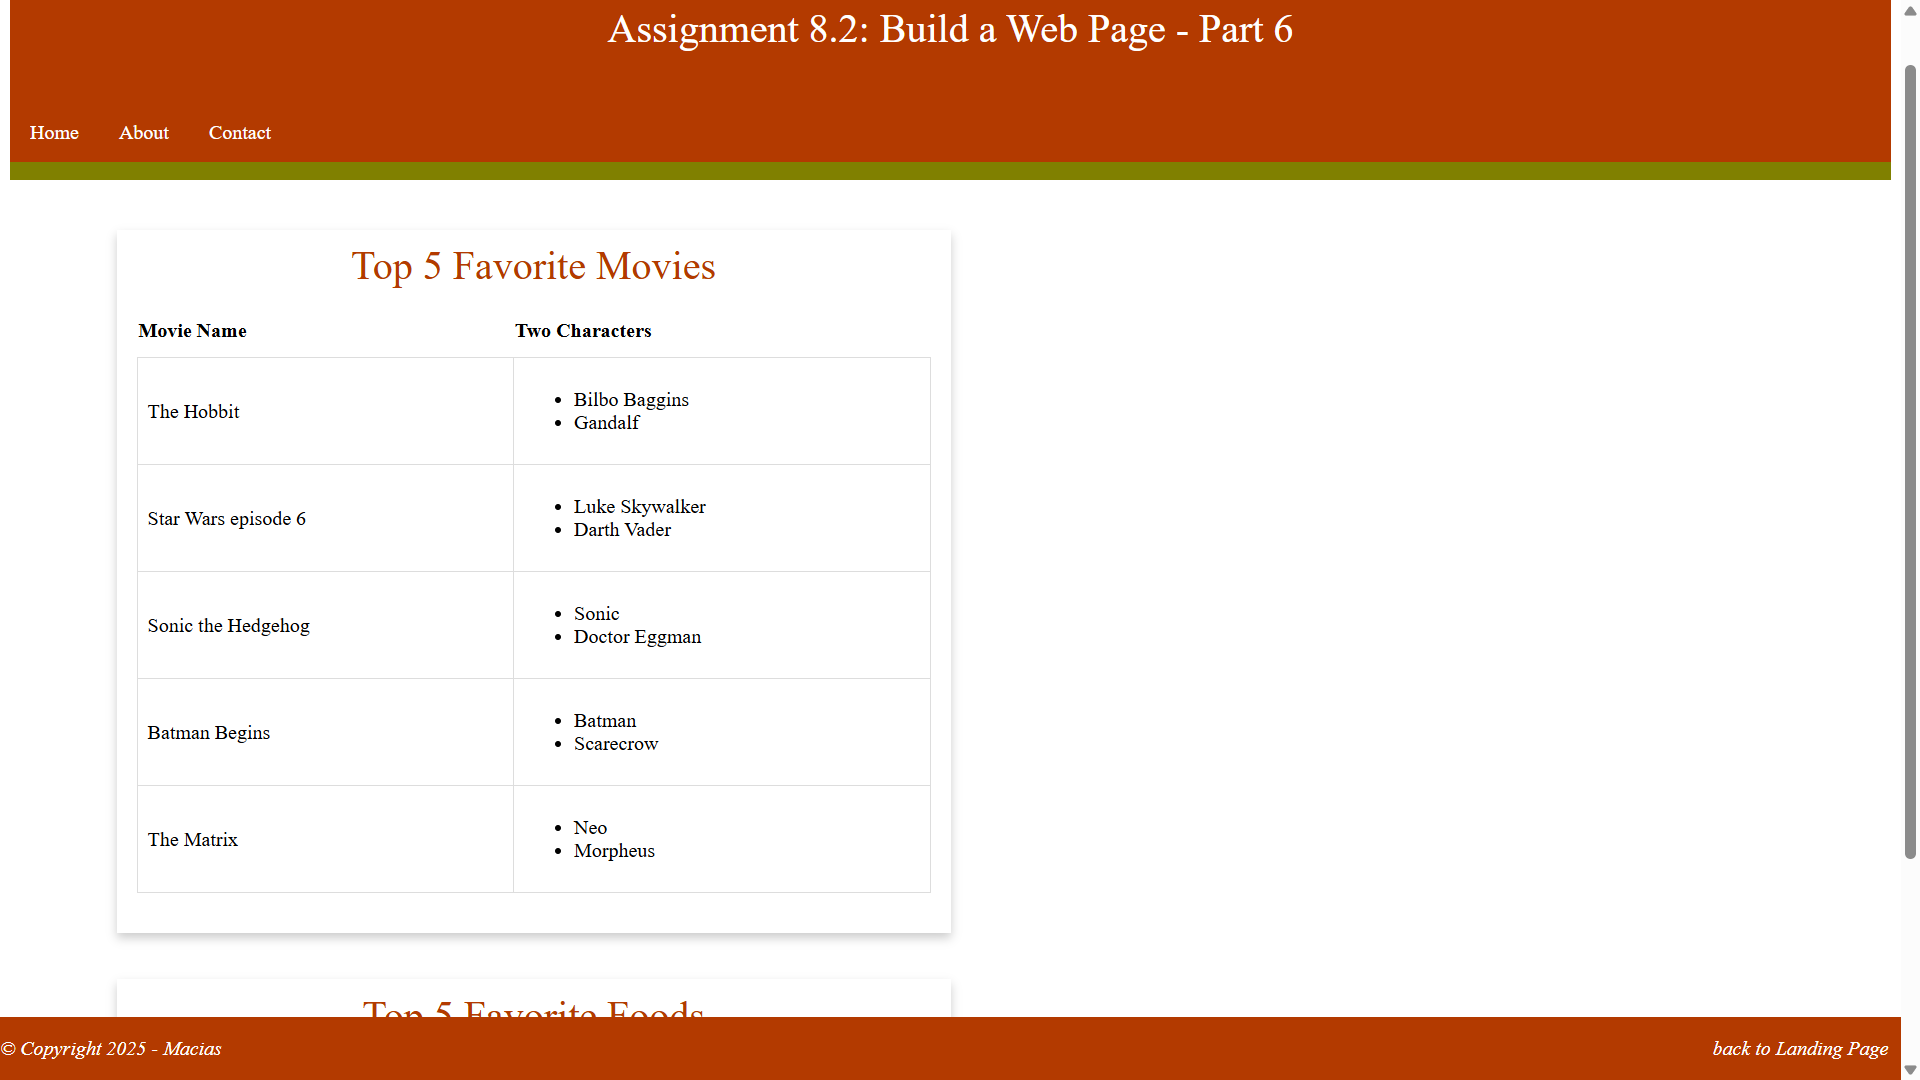 Assignment 8.2: Build a Web Page - Part 6
Home About Contact
Top 5 Favorite Movies
Movie Name Two Characters
The Hobbit
Bilbo Baggins
Gandalf
Star Wars episode 6
Luke Skywalker
Darth Vader
Sonic the Hedgehog
Sonic
Doctor Eggman
Batman Begins
Batman
Scarecrow
The Matrix
Neo
Morpheus
Top 5 Favorite Foods
© Copyright 2025 - Macias
back to Landing Page